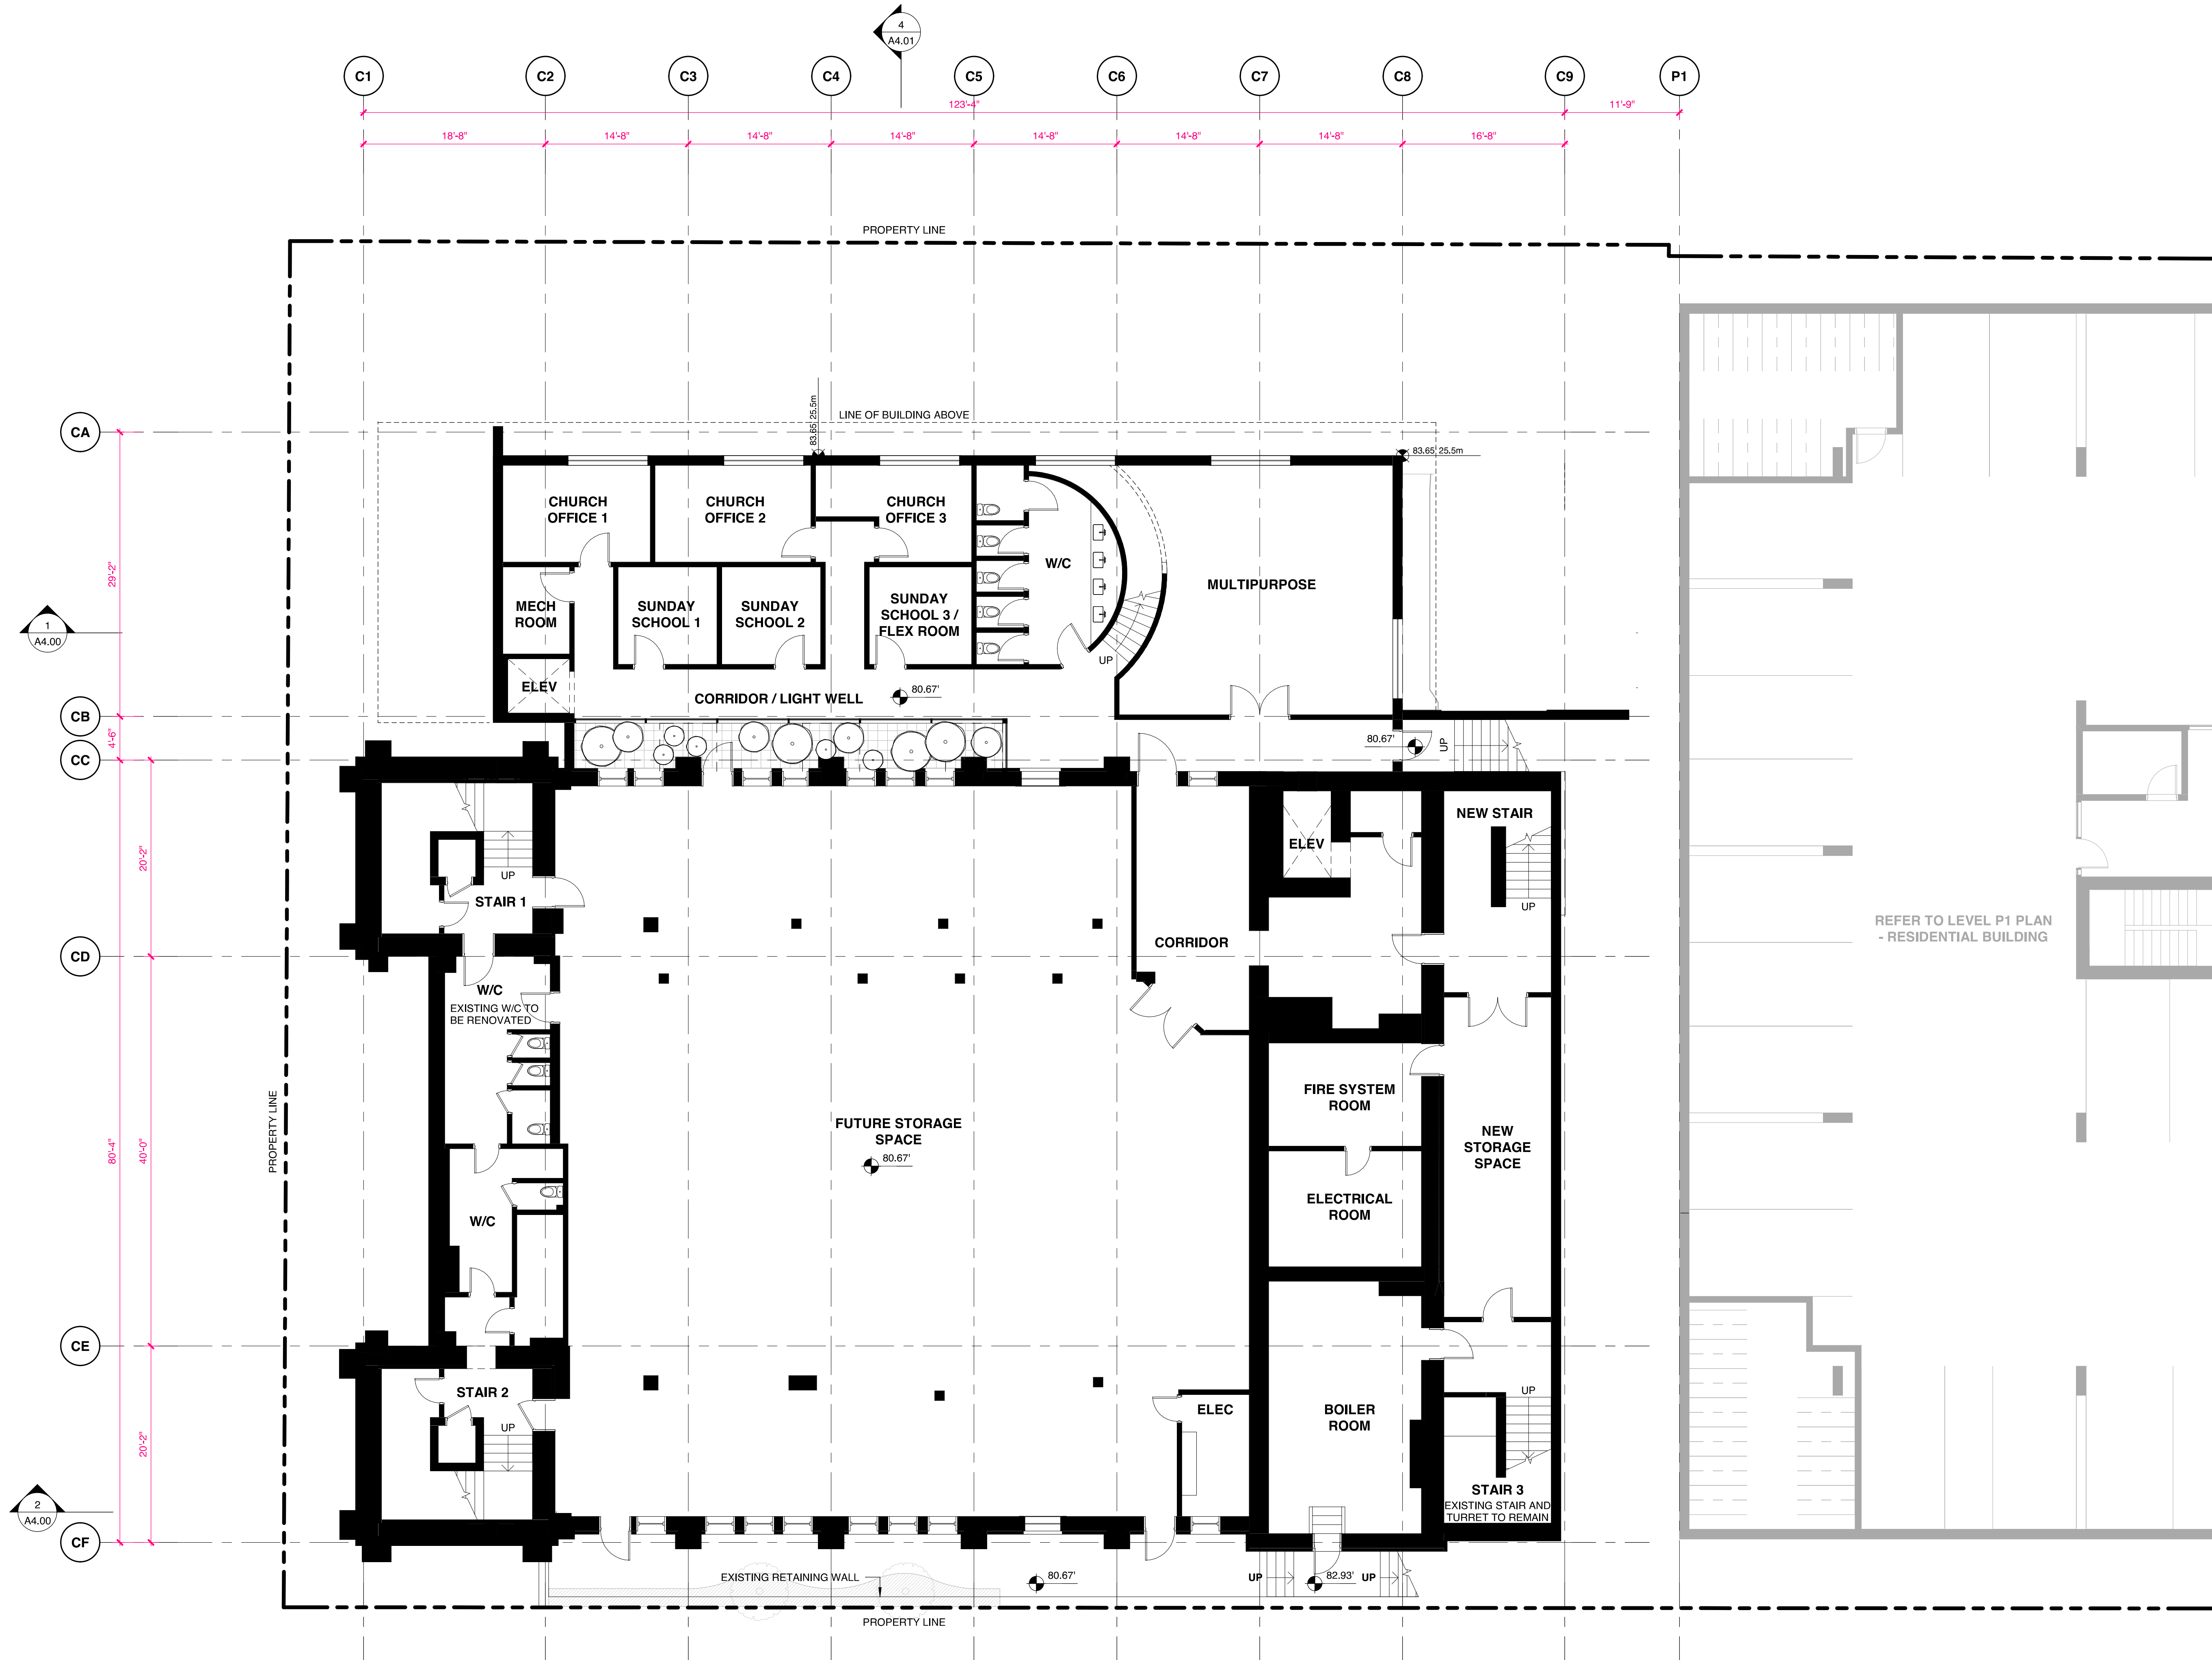 4
A4.01
C1
C2
C3
C4
C5
C6
C7
C8
C9
P1
123'-4"
11'-9"
18'-8"
14'-8"
14'-8"
14'-8"
14'-8"
14'-8"
14'-8"
16'-8"
PROPERTY LINE
LINE OF BUILDING ABOVE
83.65' 25.5m
83.65' 25.5m
CA
CHURCH
OFFICE 1
CHURCH
OFFICE 2
CHURCH
OFFICE 3
W/C
MULTIPURPOSE
29'-2"
MECH
ROOM
SUNDAY
SCHOOL 1
SUNDAY
SCHOOL 2
SUNDAY
SCHOOL 3 /
FLEX ROOM
1
A4.00
UP
ELEV
CORRIDOR / LIGHT WELL
80.67'
CB
4'-6"
80.67'
UP
CC
NEW STAIR
ELEV
20'-2"
UP
STAIR 1
UP
CORRIDOR
REFER TO LEVEL P1 PLAN
- RESIDENTIAL BUILDING
CD
W/C
EXISTING W/C TO
BE RENOVATED
FIRE SYSTEM
ROOM
PROPERTY LINE
80'-4"
40'-0"
FUTURE STORAGE
SPACE
80.67'
NEW
STORAGE
SPACE
ELECTRICAL
ROOM
W/C
CE
STAIR 2
UP
20'-2"
ELEC
BOILER
ROOM
UP
STAIR 3
EXISTING STAIR AND
TURRET TO REMAIN
2
A4.00
CF
EXISTING RETAINING WALL
80.67'
UP
82.93'
UP
PROPERTY LINE